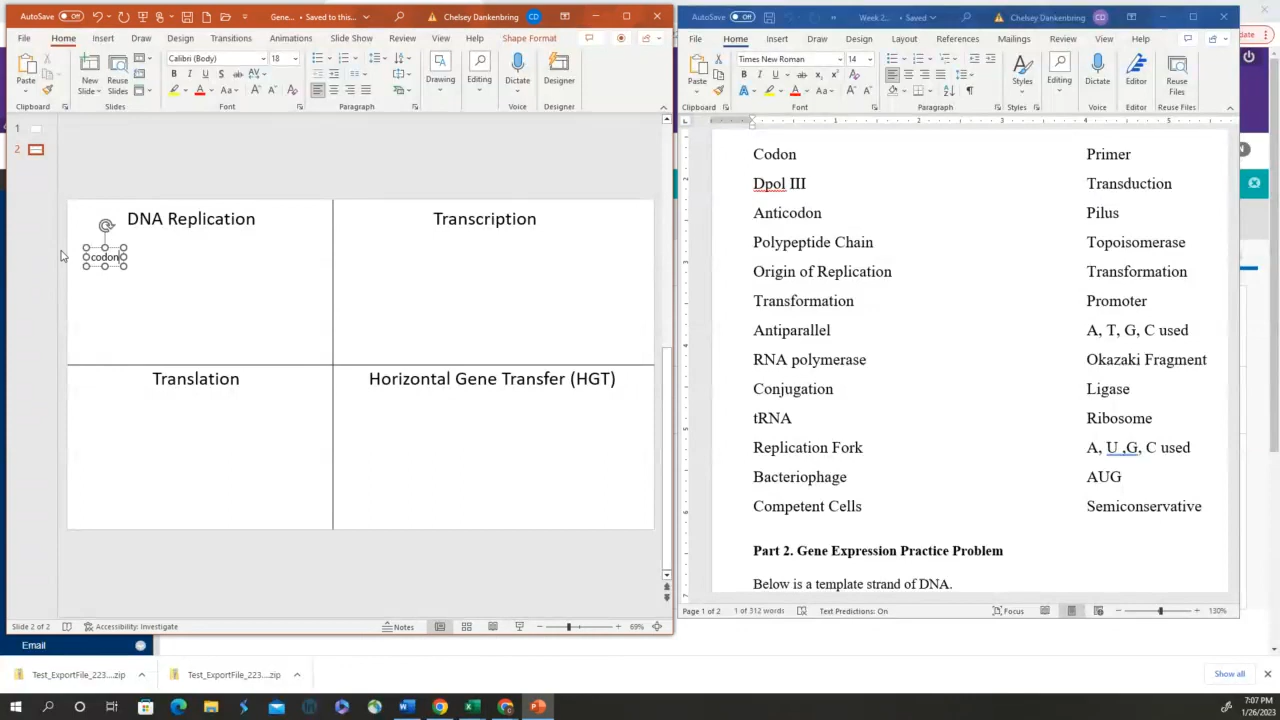 AutoSave Off Gene... • Saved to this... Chelsey Dankenbring CD
File Home Insert Draw Design Transitions Animations Slide Show Review View Help Shape Format
Calibri (Body) 18
Paste New Slide Reuse Slides Drawing Editing Dictate Designer
Clipboard Slides Font Paragraph Voice Designer
1
2
DNA Replication Transcription
codon
Translation Horizontal Gene Transfer (HGT)
Slide 2 of 2 Accessibility: Investigate Notes 69%
AutoSave Off Week 2... Saved Chelsey Dankenbring CD
File Home Insert Draw Design Layout References Mailings Review View Help
Times New Roman 14
Paste Styles Editing Dictate Editor Reuse Files
Clipboard Font Paragraph Styles Voice Editor Reuse Files
Codon Primer
Dpol III Transduction
Anticodon Pilus
Polypeptide Chain Topoisomerase
Origin of Replication Transformation
Transformation Promoter
Antiparallel A, T, G, C used
RNA polymerase Okazaki Fragment
Conjugation Ligase
tRNA Ribosome
Replication Fork A, U ,G, C used
Bacteriophage AUG
Competent Cells Semiconservative
Part 2. Gene Expression Practice Problem
Below is a template strand of DNA.
Page 1 of 2 1 of 312 words Text Predictions: On Focus 130%
Email
Test_ExportFile_223....zip Test_ExportFile_223....zip Show all
7:07 PM
1/26/2023